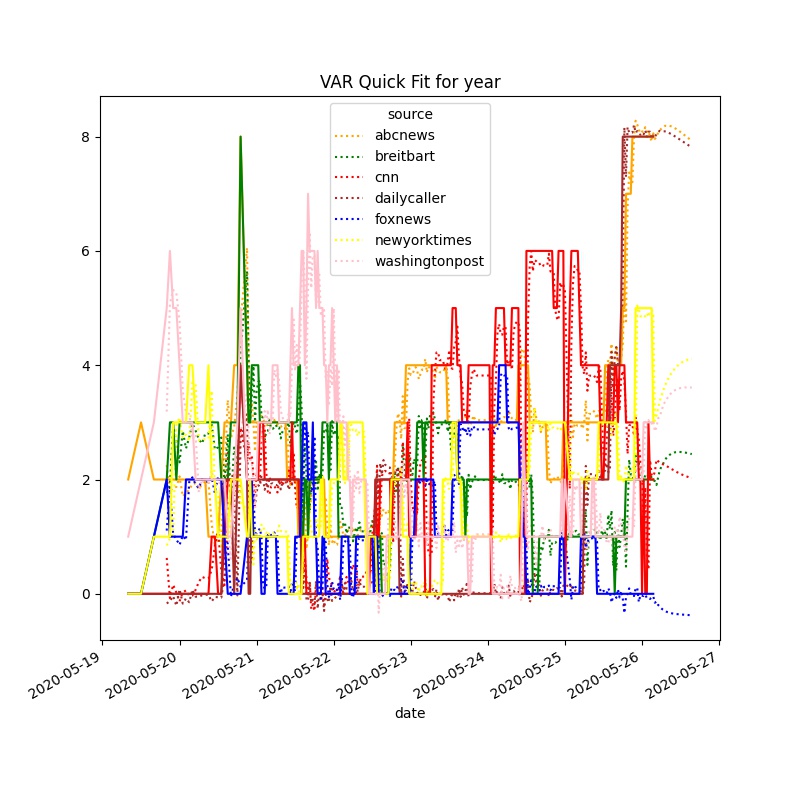 VAR Quick Fit for year
source
abcnews
breitbart
cnn
dailycaller
foxnews
newyorktimes
washingtonpost
8
6
4
2
0
2020-05-19
2020-05-20
2020-05-21
2020-05-22
2020-05-23
2020-05-24
2020-05-25
2020-05-26
2020-05-27
date